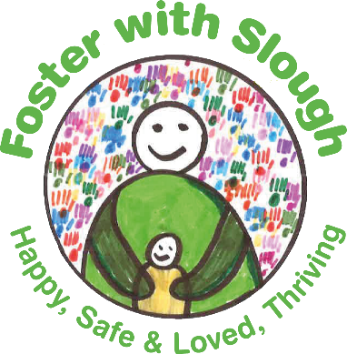 Foster with Slough
Happy, Safe & Loved, Thriving